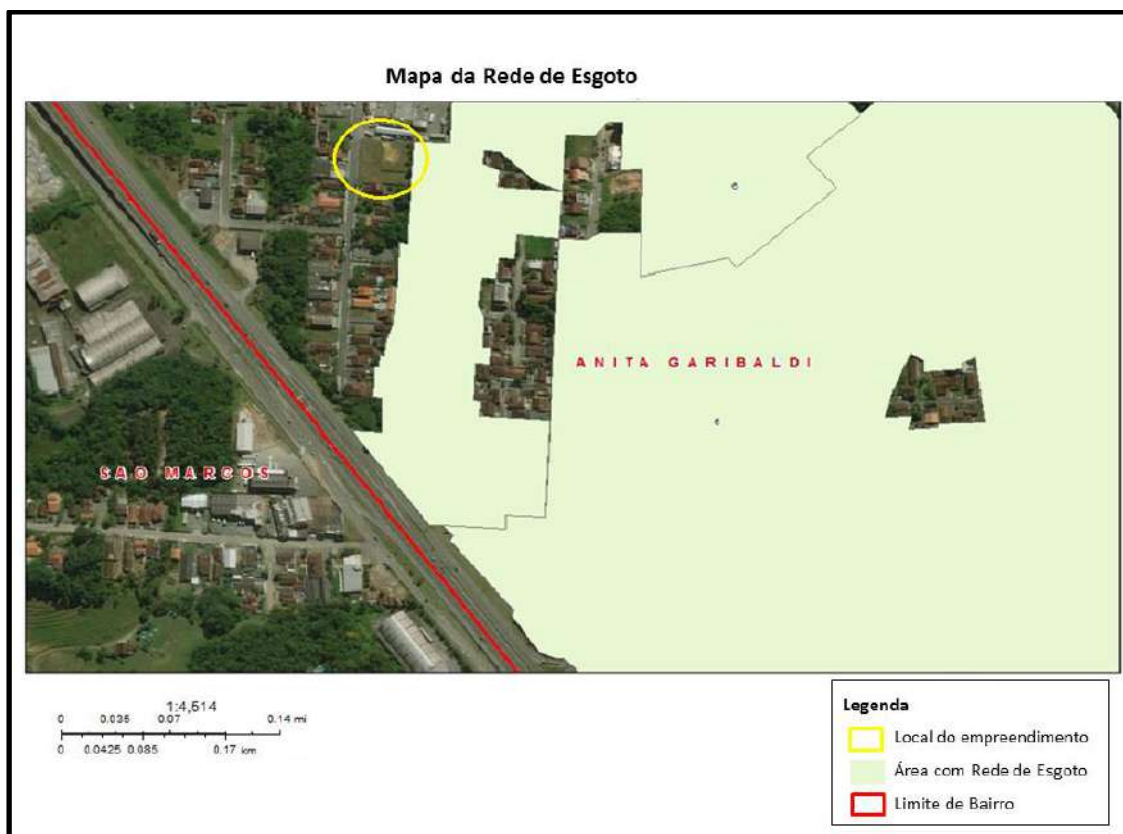 Mapa da Rede de Esgoto
ANITA GARIBALDI
SAO MARCOS
1:4,514
0 0.035 0.07 0.14 mi
0 0.0425 0.085 0.17 km
Legenda
Local do empreendimento
Área com Rede de Esgoto
Limite de Bairro